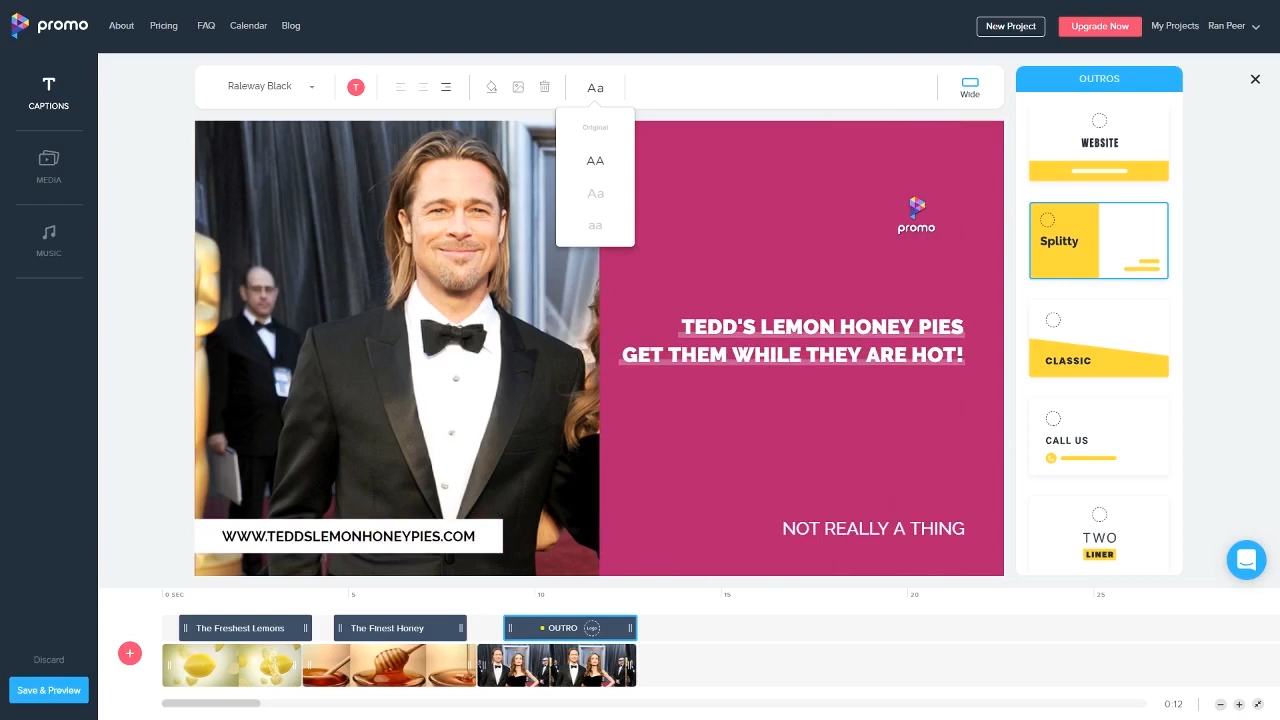 promo
About
Pricing
FAQ
Calendar
Blog
New Project
Upgrade Now
My Projects
Ran Peer
T
CAPTIONS
MEDIA
MUSIC
Raleway Black
T
Aa
Wide
Original
AA
Aa
aa
OUTROS
WEBSITE
Splitty
CLASSIC
CALL US
TWO
LINER
promo
TEDD'S LEMON HONEY PIES
GET THEM WHILE THEY ARE HOT!
NOT REALLY A THING
WWW.TEDDSLEMONHONEYPIES.COM
0 SEC
5
10
15
20
25
The Freshest Lemons
The Finest Honey
OUTRO
Logo
Discard
Save & Preview
0:12